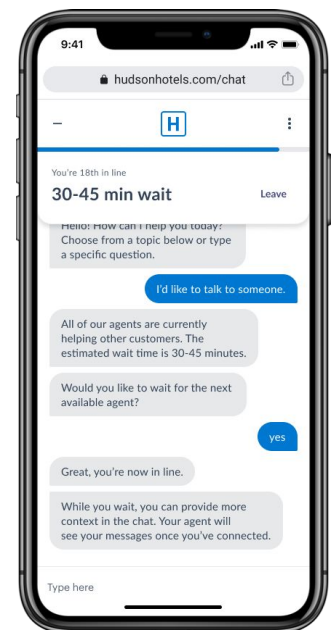 9:41
hudsonhotels.com/chat
H
You're 18th in line
30-45 min wait
Leave
Hello! How can I help you today?
Choose from a topic below or type
a specific question.
I'd like to talk to someone.
All of our agents are currently
helping other customers. The
estimated wait time is 30-45 minutes.
Would you like to wait for the next
available agent?
yes
Great, you're now in line.
While you wait, you can provide more
context in the chat. Your agent will
see your messages once you've connected.
Type here